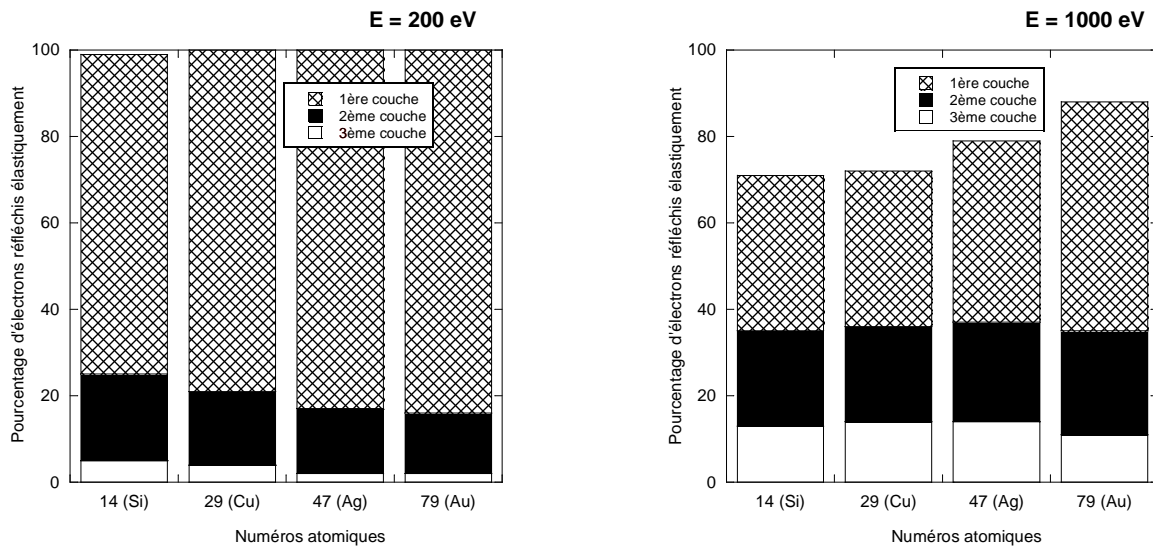 E = 200 eV
Pourcentage d'électrons réfléchis élastiquement
100
80
60
40
20
0
1ère couche
2ème couche
3ème couche
14 (Si)
29 (Cu)
47 (Ag)
79 (Au)
Numéros atomiques
E = 1000 eV
Pourcentage d'électrons réfléchis élastiquement
100
80
60
40
20
0
1ère couche
2ème couche
3ème couche
14 (Si)
29 (Cu)
47 (Ag)
79 (Au)
Numéros atomiques